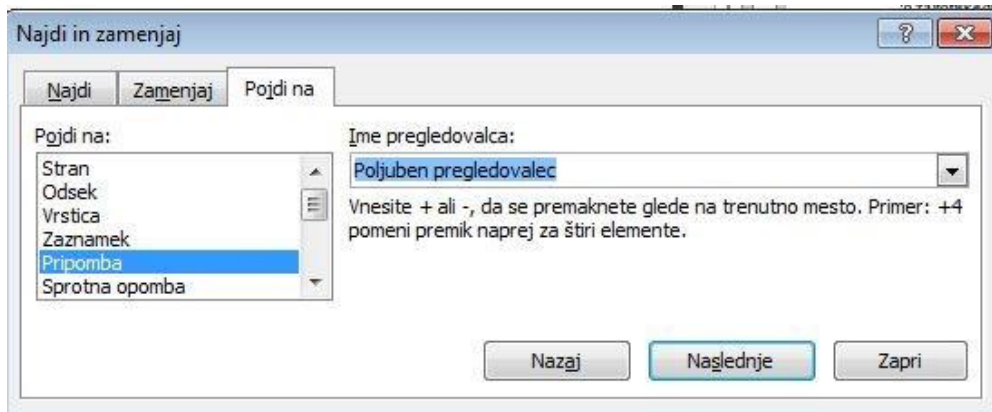 Najdi in zamenjaj
Najdi
Zamenjaj
Pojdi na
Pojdi na:
Stran
Odsek
Vrstica
Zaznamek
Pripomba
Sprotna opomba
Ime pregledovalca:
Poljuben pregledovalec
Vnesite + ali -, da se premaknete glede na trenutno mesto. Primer: +4
pomeni premik naprej za štiri elemente.
Nazaj
Naslednje
Zapri